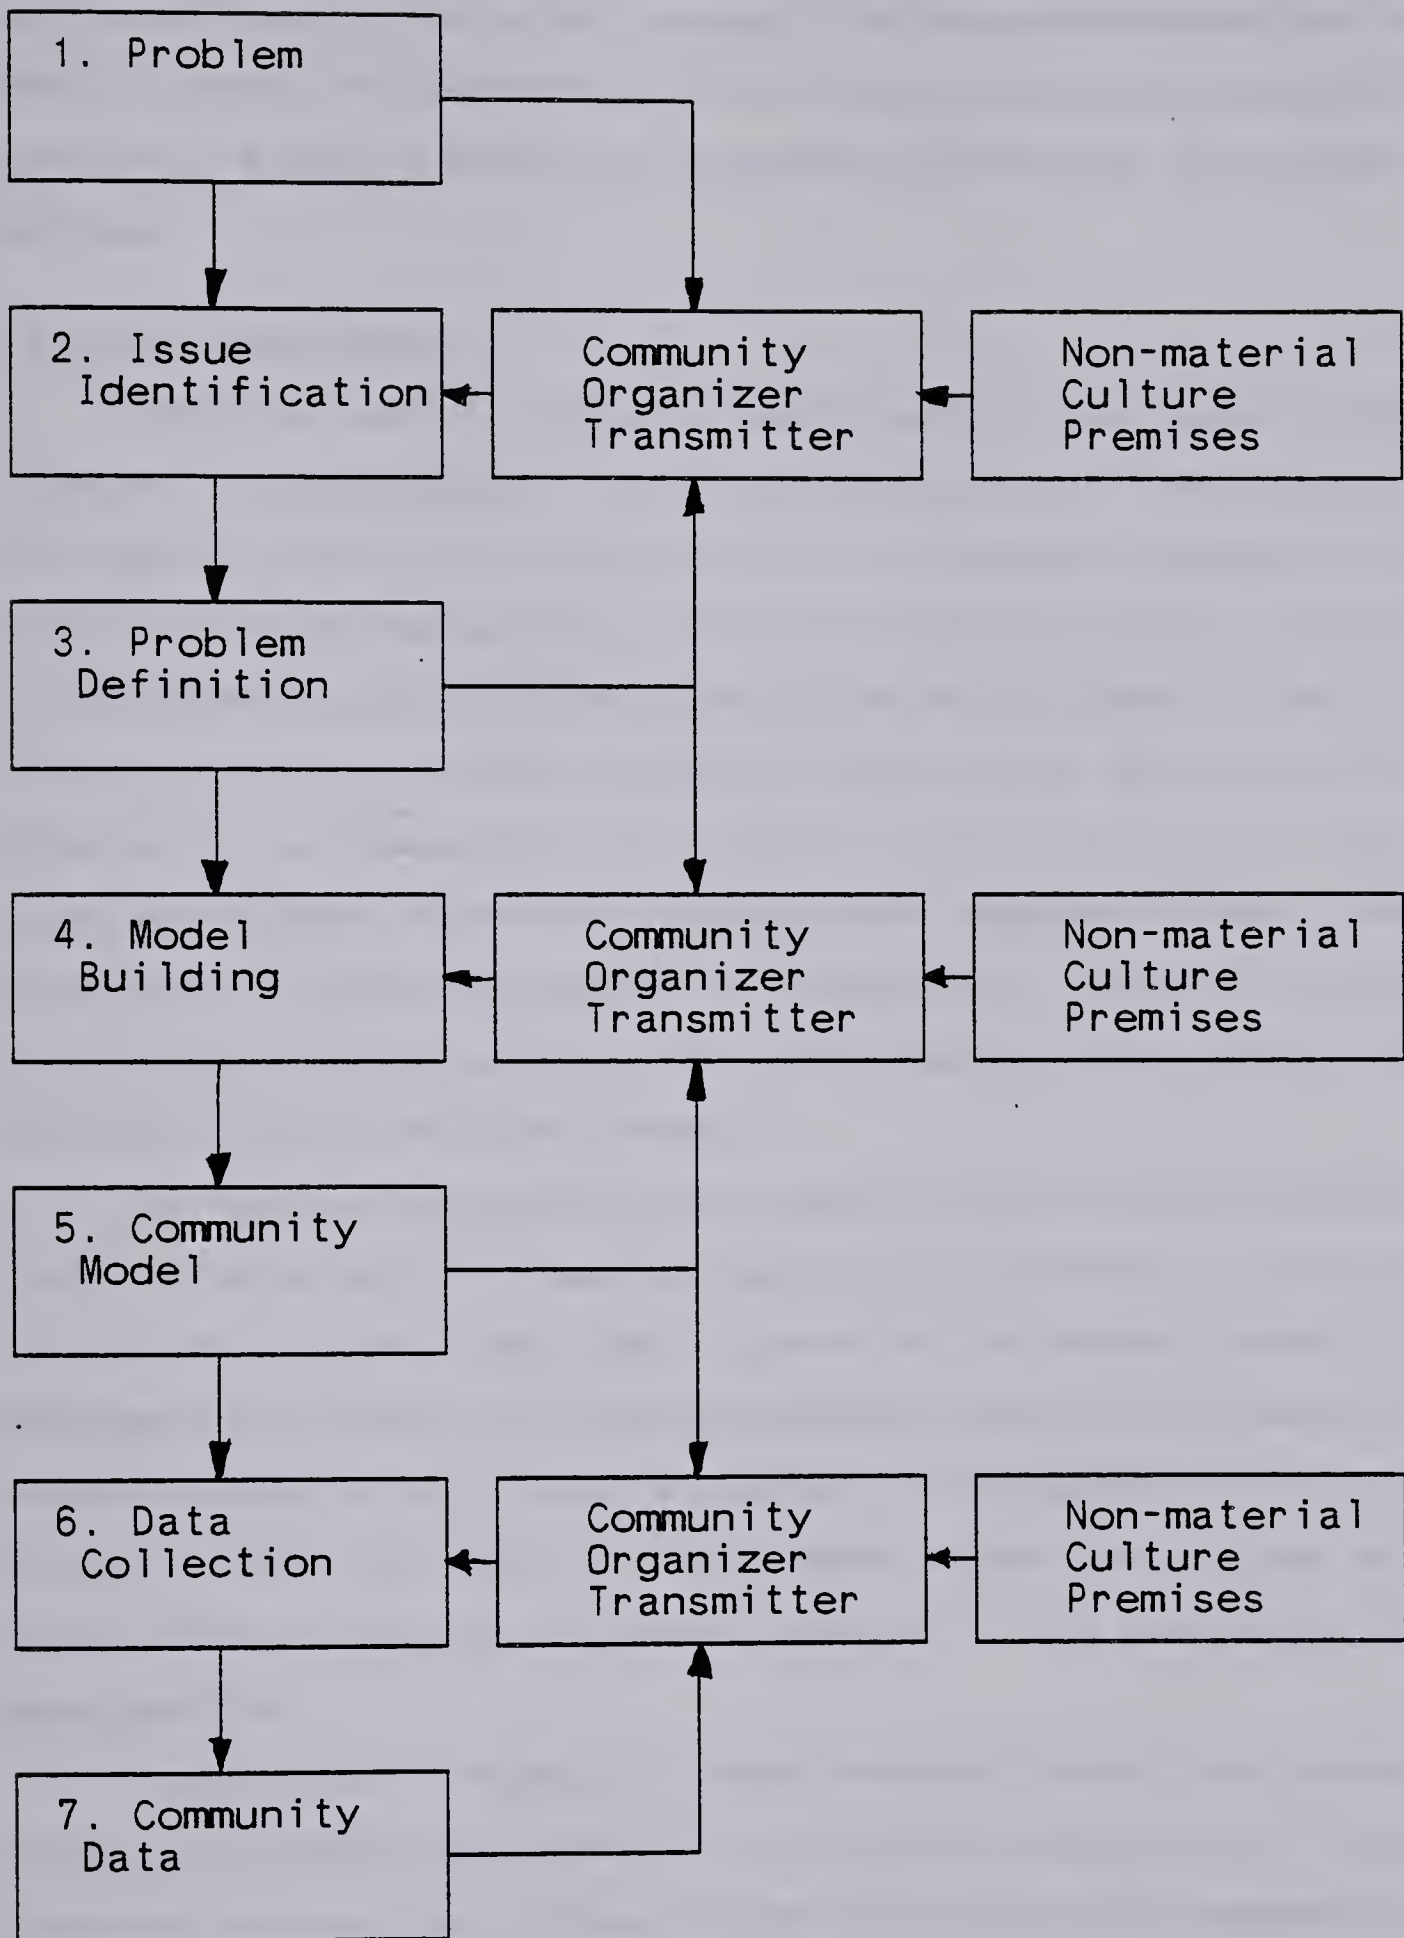 1. Problem
2. Issue
Identification
Community
Organizer
Transmitter
Non-material
Culture
Premises
3. Problem
Definition
4. Model
Building
Community
Organizer
Transmitter
Non-material
Culture
Premises
5. Community
Model
6. Data
Collection
Community
Organizer
Transmitter
Non-material
Culture
Premises
7. Community
Data